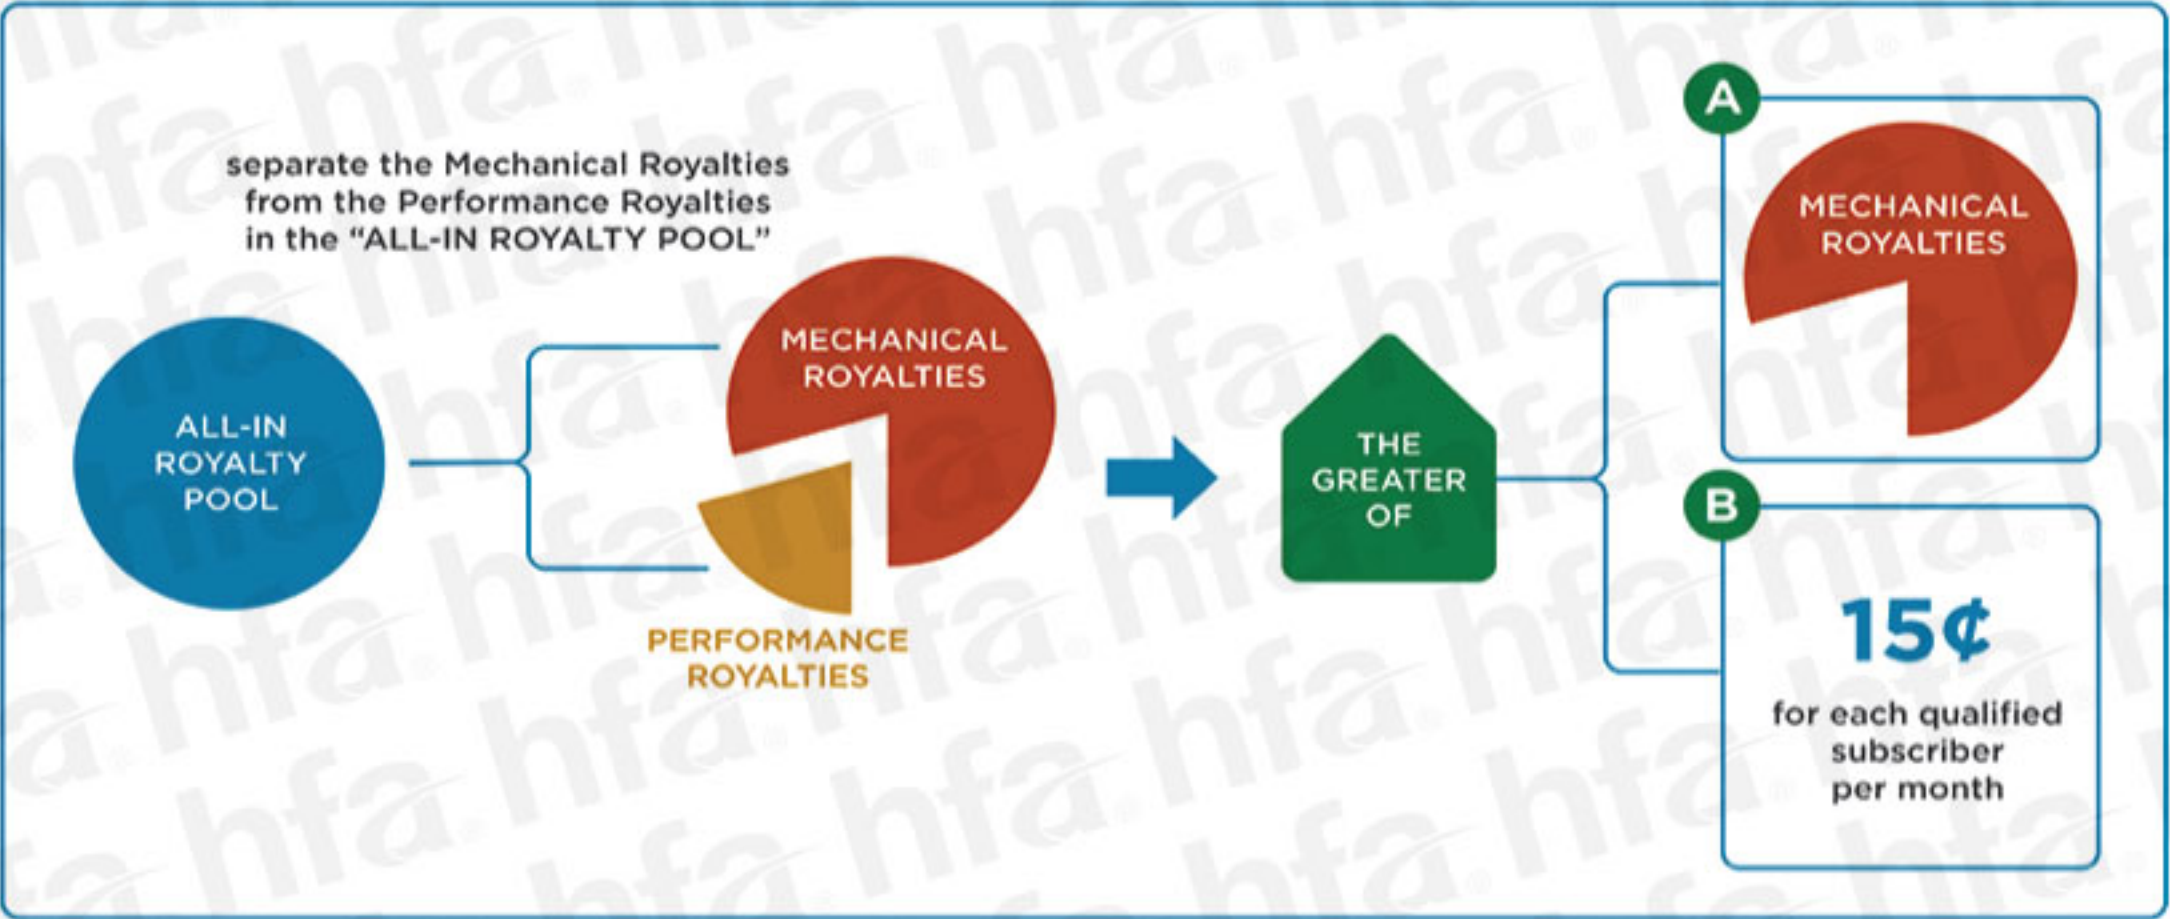 separate the Mechanical Royalties
from the Performance Royalties
in the “ALL-IN ROYALTY POOL”
ALL-IN
ROYALTY
POOL
MECHANICAL
ROYALTIES
PERFORMANCE
ROYALTIES
THE
GREATER
OF
A
MECHANICAL
ROYALTIES
B
15¢
for each qualified
subscriber
per month
hfa